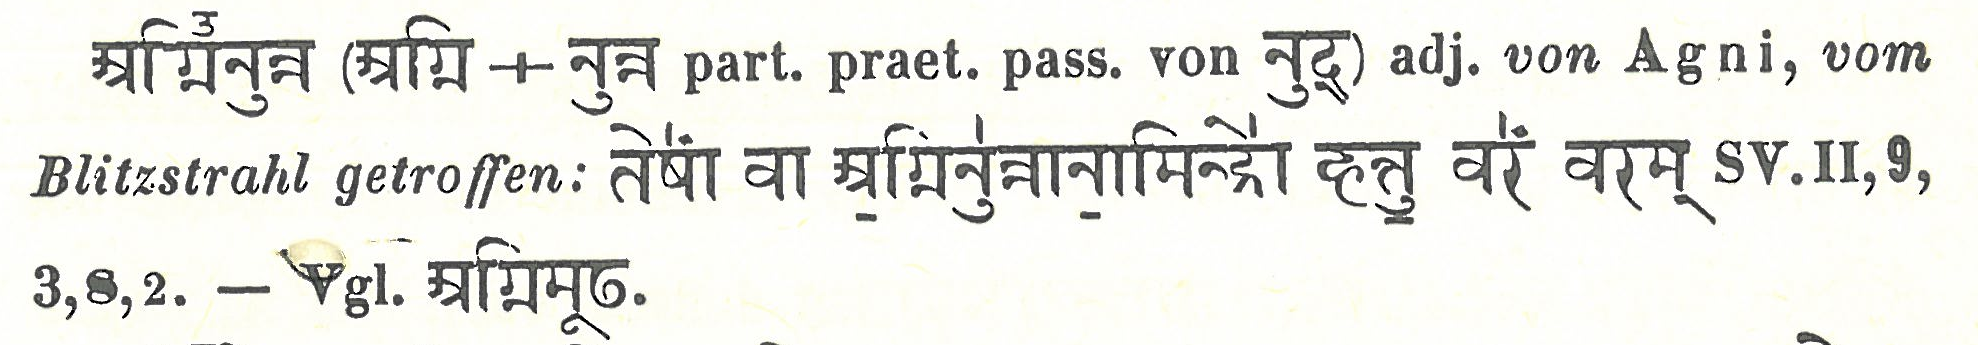 अग्नि꣣नुन्न (अग्नि + नुन्न part. praet. pass. von नुद्) adj. von Agni, vom
Blitzstrahl getroffen: तेषां॑ वा अ॒ग्निनु॑न्नाना॒मिन्द्रो॑ हन्तु॒ वरं॑ वरम् SV. II, 9,
3, 8, 2. — Vgl. अग्निमूढ.